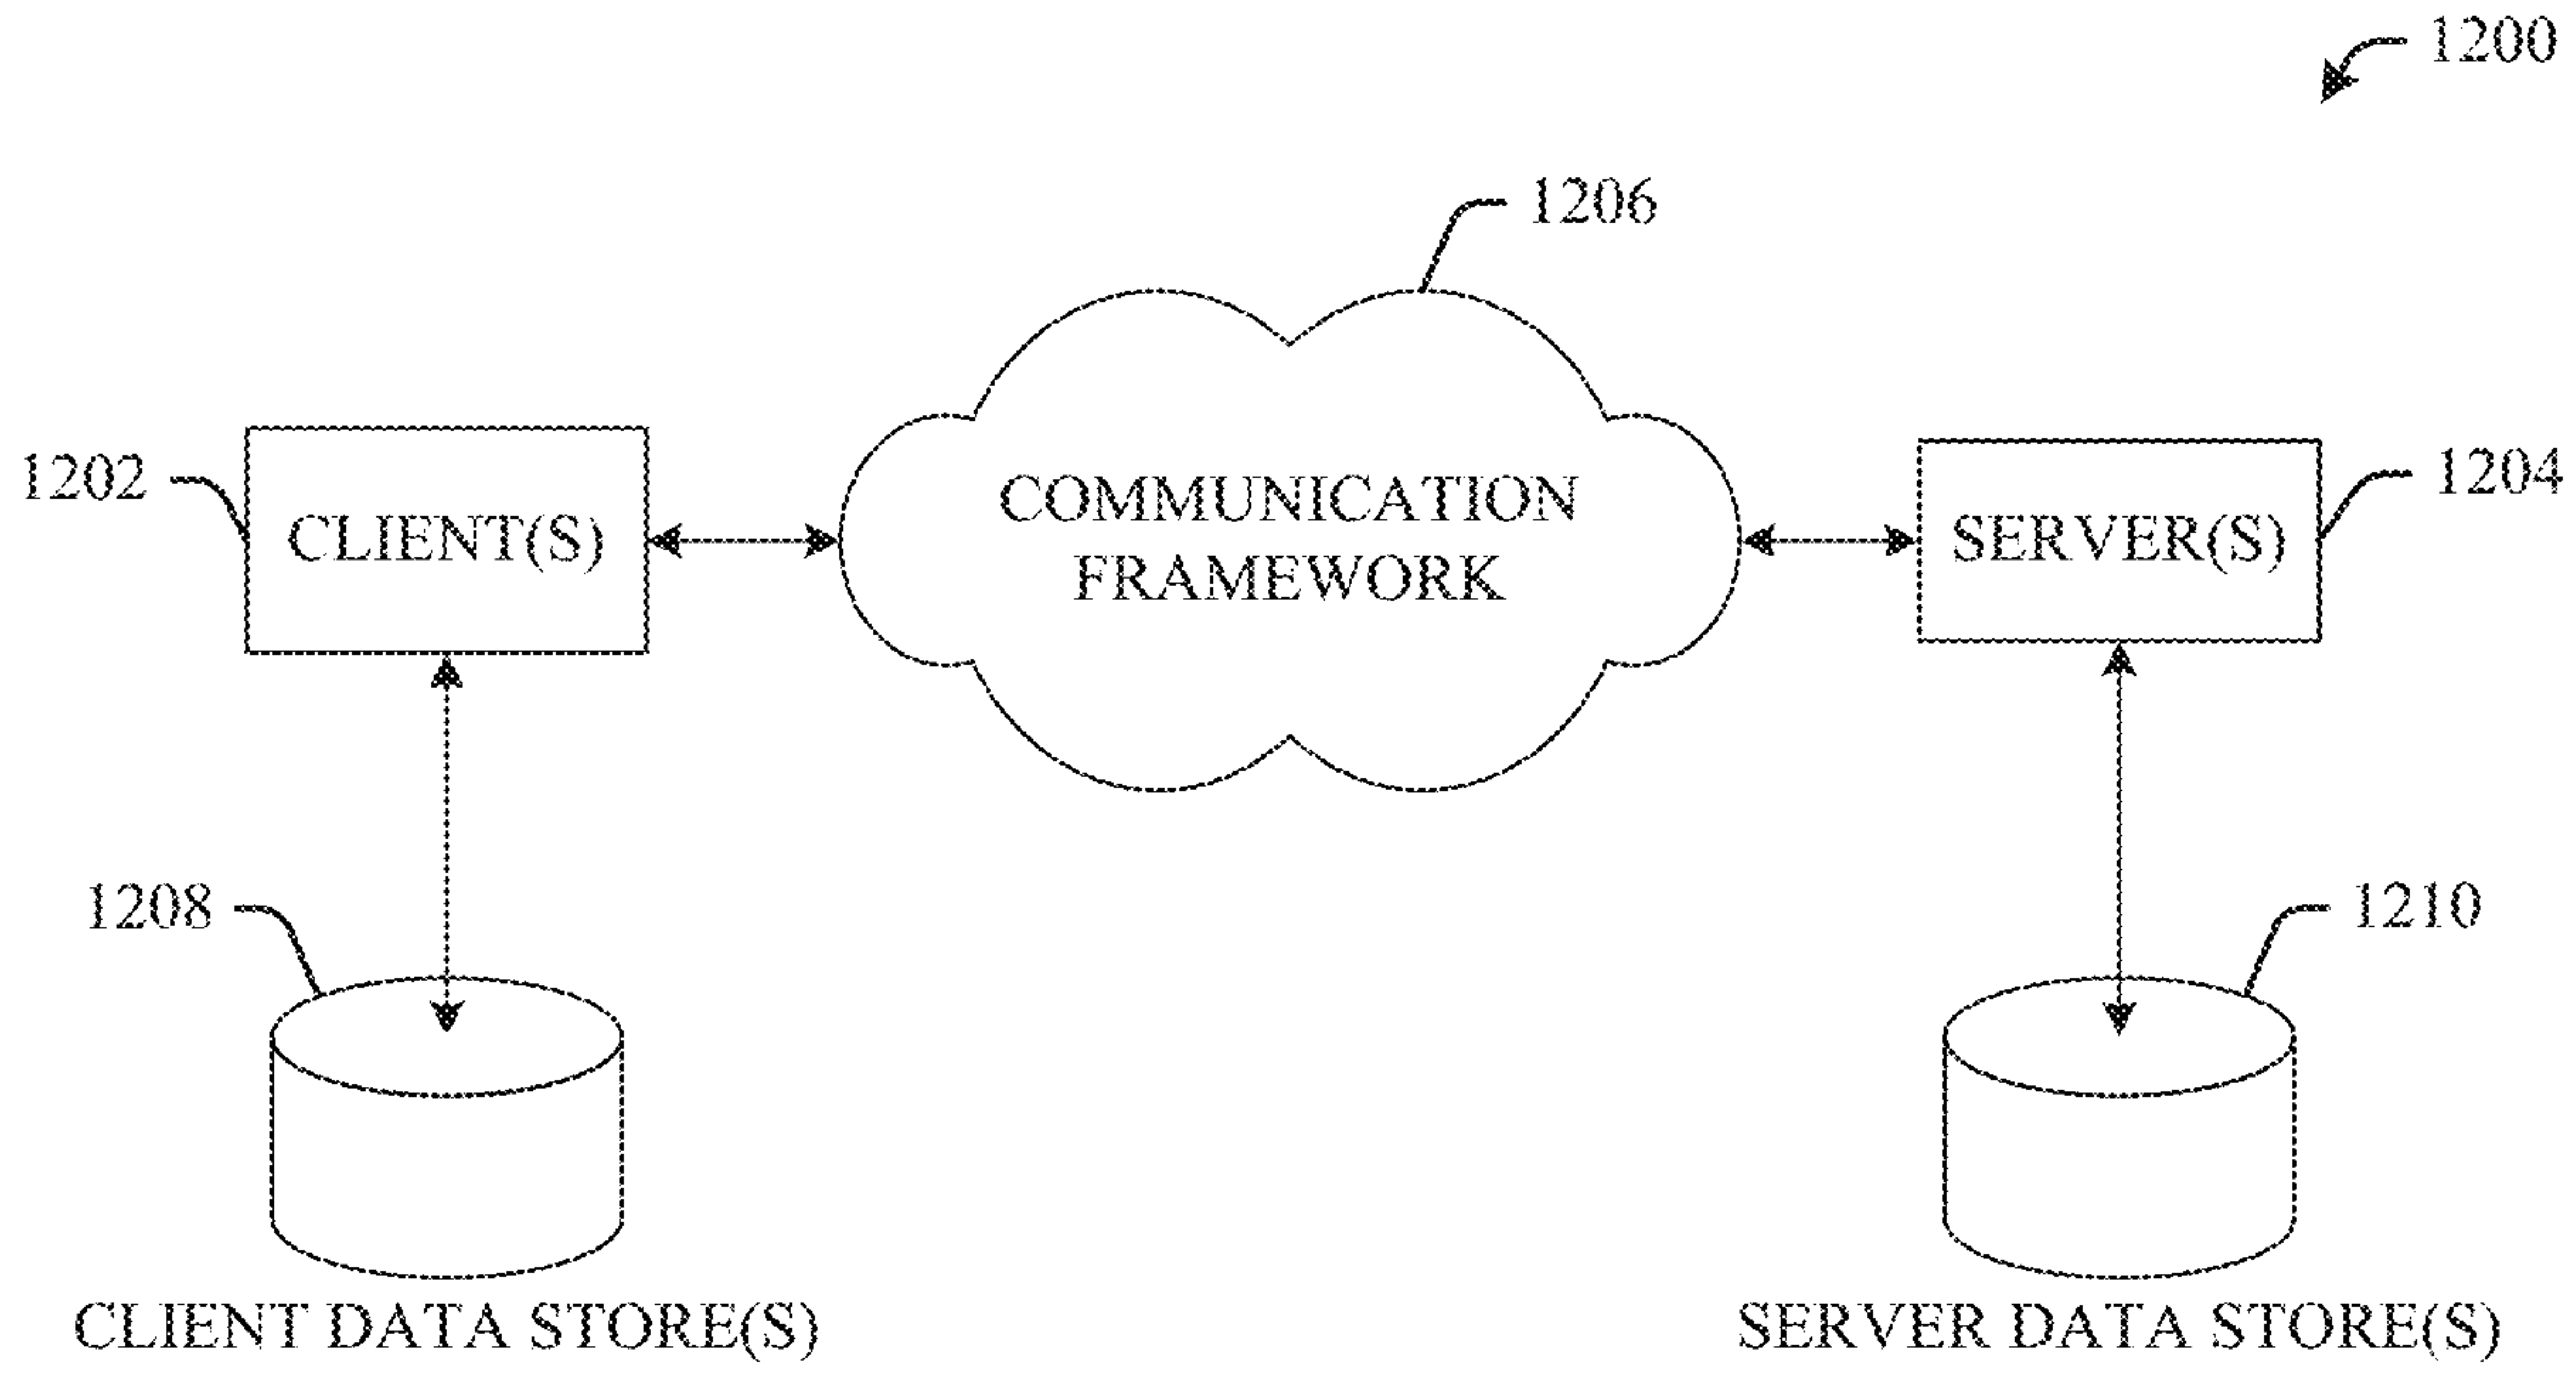 1200
1206
1202
CLIENT(S)
COMMUNICATION
FRAMEWORK
SERVER(S)
1204
1208
1210
CLIENT DATA STORE(S)
SERVER DATA STORE(S)